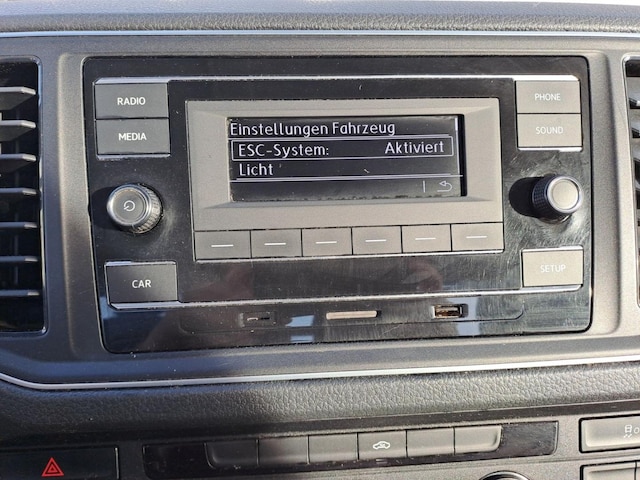 RADIO
MEDIA
PHONE
SOUND
Einstellungen Fahrzeug
ESC-System: Aktiviert
Licht
CAR
SETUP